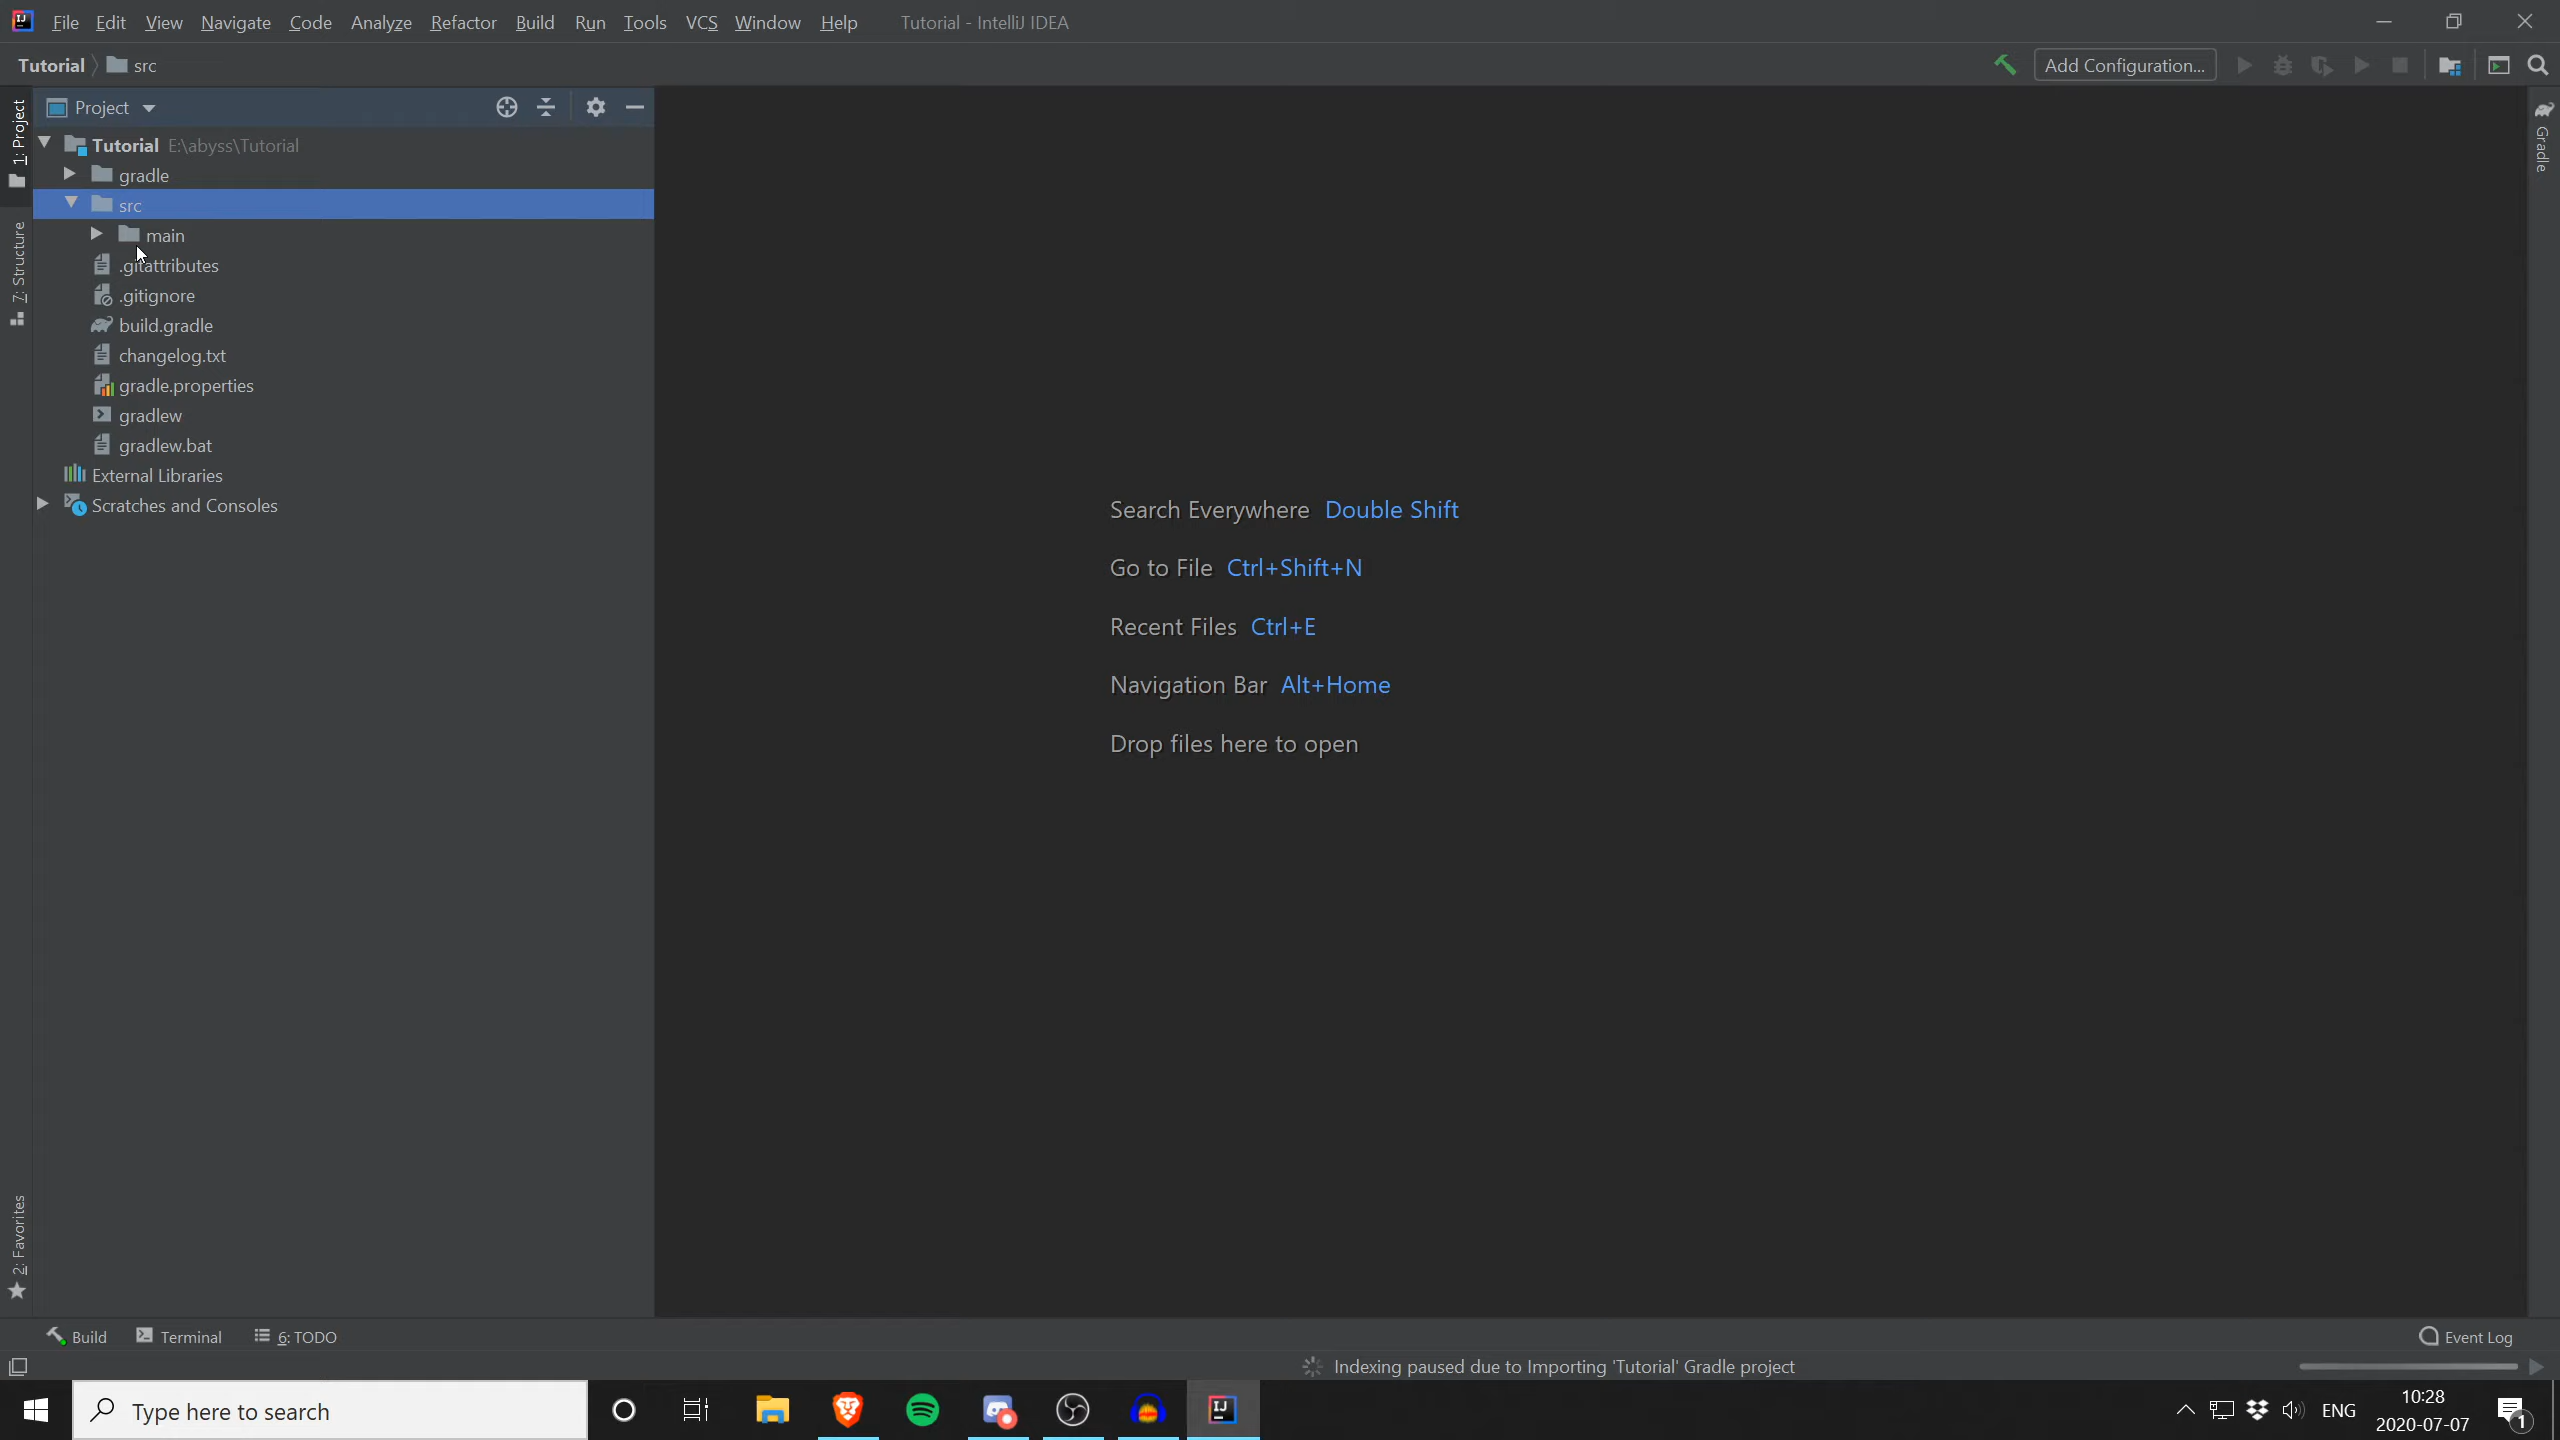 File Edit View Navigate Code Analyze Refactor Build Run Tools VCS Window Help Tutorial - IntelliJ IDEA
Tutorial src
Add Configuration...
1: Project
7: Structure
2: Favorites
Project
Tutorial E:\abyss\Tutorial
gradle
src
main
.gitattributes
.gitignore
build.gradle
changelog.txt
gradle.properties
gradlew
gradlew.bat
External Libraries
Scratches and Consoles
Search Everywhere Double Shift
Go to File Ctrl+Shift+N
Recent Files Ctrl+E
Navigation Bar Alt+Home
Drop files here to open
Gradle
Build Terminal 6: TODO Event Log
Indexing paused due to Importing 'Tutorial' Gradle project
Type here to search
ENG
10:28
2020-07-07
1